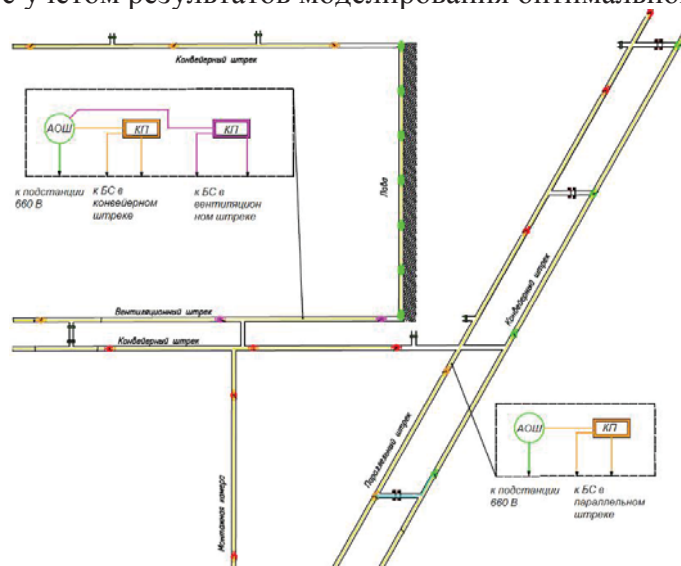 с учетом результатов моделирования оптимально
Конвейерный штрек
АОШ
КП
КП
к подстанции
660 В
к БС в
конвейерном
штреке
к БС в
вентиляцион
ном штреке
Лава
Вентиляционный штрек
Конвейерный штрек
Конвейерный штрек
Параллельный штрек
Монтажная камера
АОШ
КП
к подстанции
660 В
к БС в
параллельном
штреке